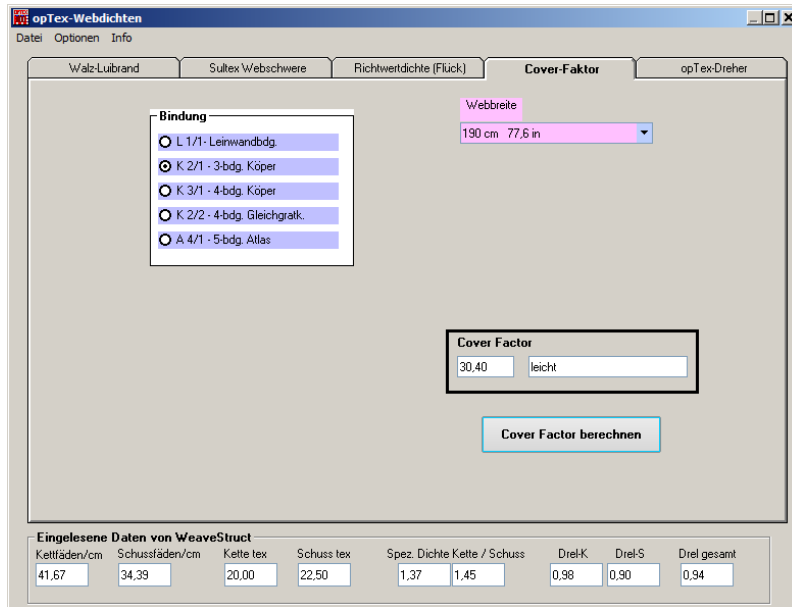 opTex-Webdichten
Datei Optionen Info
Walz-Luibrand Sultex Webschwere Richtwertdichte (Flück) Cover-Faktor opTex-Dreher
Webbreite
190 cm 77,6 in
Bindung
L 1/1- Leinwandbdg.
K 2/1 - 3-bdg. Köper
K 3/1 - 4-bdg. Köper
K 2/2 - 4-bdg. Gleichgratk.
A 4/1 - 5-bdg. Atlas
Cover Factor
30,40 leicht
Cover Factor berechnen
Eingelesene Daten von WeaveStruct
Kettfäden/cm Schussfäden/cm Kette tex Schuss tex Spez. Dichte Kette / Schuss Drel-K Drel-S Drel gesamt
41,67 34,39 20,00 22,50 1,37 1,45 0,98 0,90 0,94